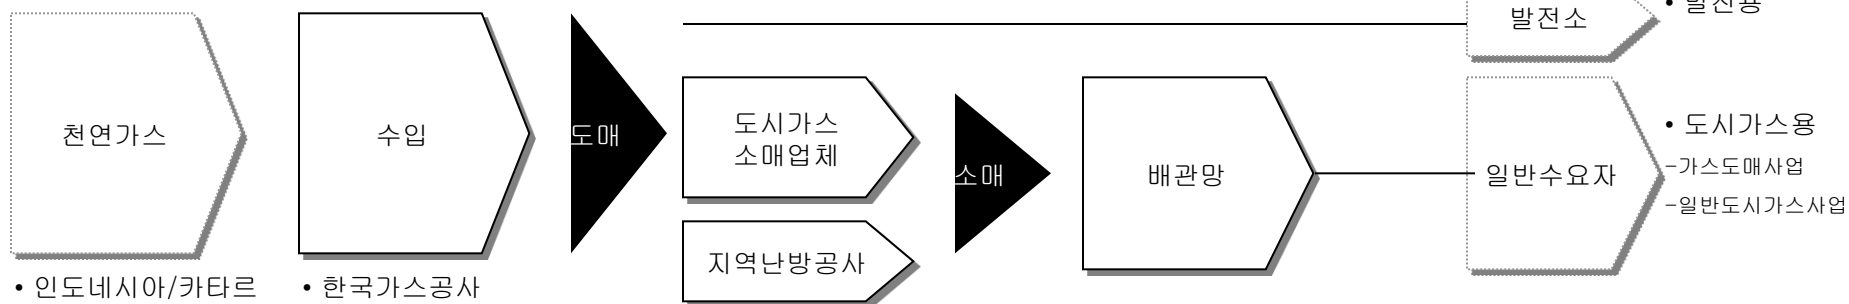 • 발전용
발전소
천연가스
수입
도매
도시가스
소매업체
소매
배관망
일반수요자
• 도시가스용
-가스도매사업
-일반도시가스사업
지역난방공사
• 인도네시아/카타르
• 한국가스공사